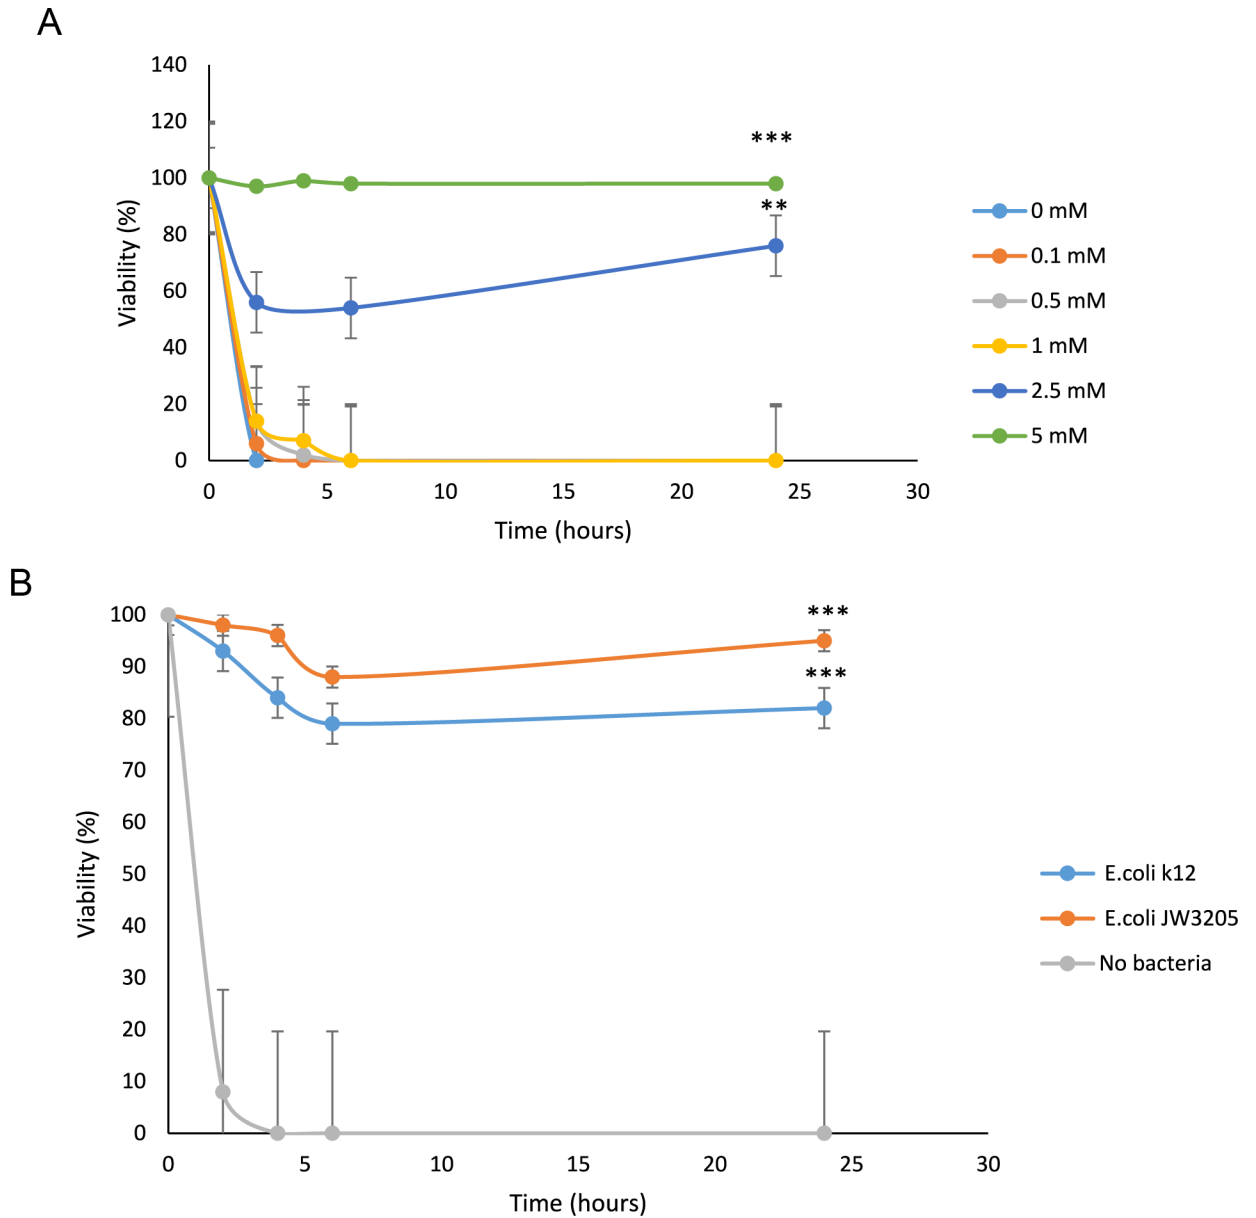 A
140
120
100
80
60
40
20
0
Viability (%)
0 5 10 15 20 25 30
Time (hours)
***
**
0 mM
0.1 mM
0.5 mM
1 mM
2.5 mM
5 mM
B
100
90
80
70
60
50
40
30
20
10
0
Viability (%)
0 5 10 15 20 25 30
Time (hours)
***
***
E.coli k12
E.coli JW3205
No bacteria